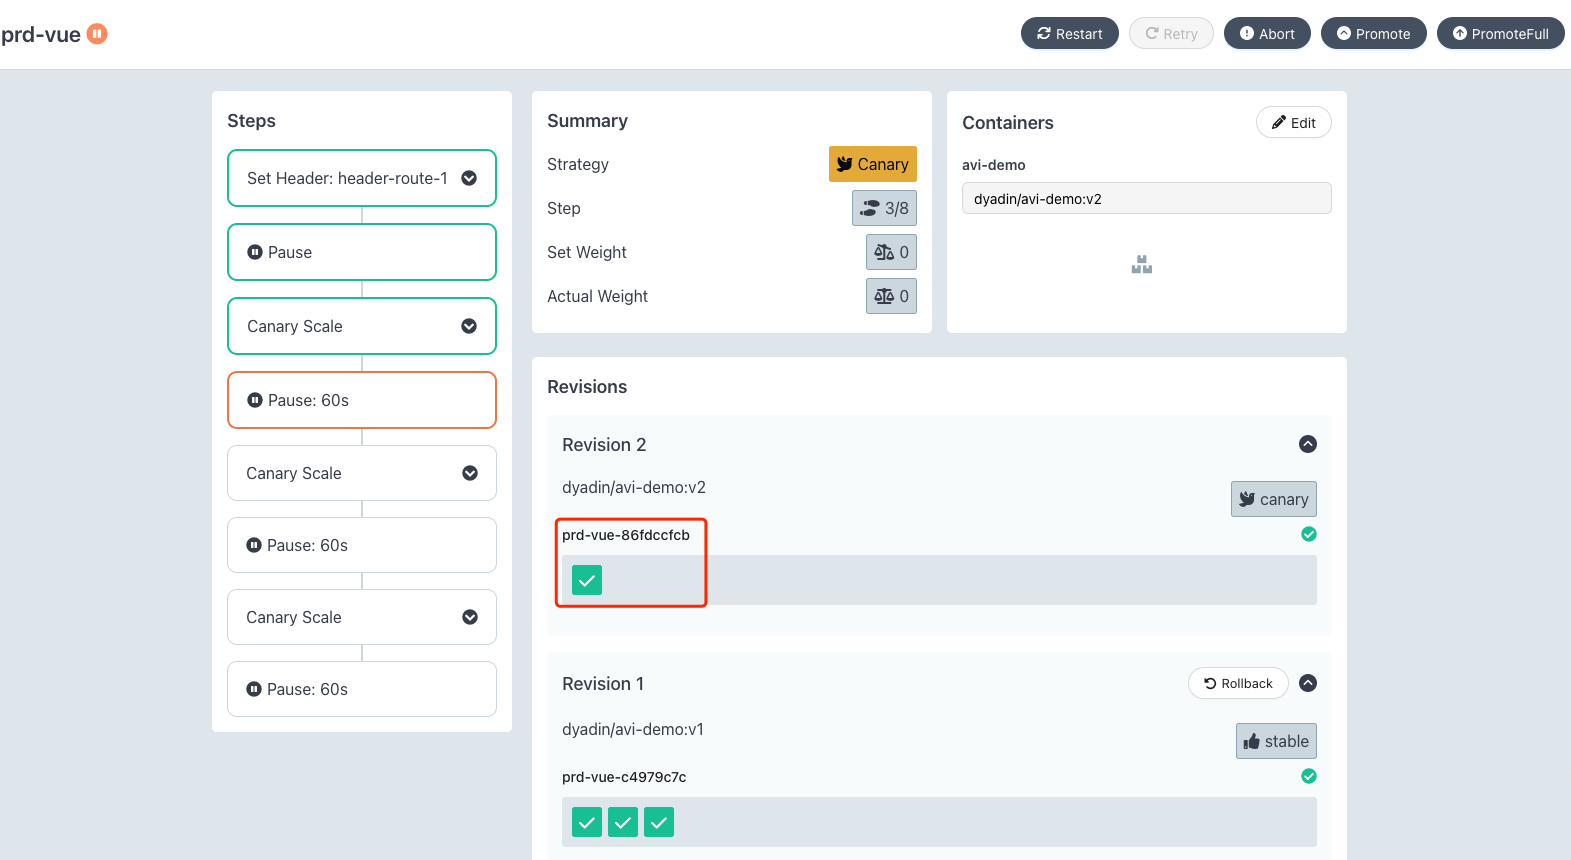 prd-vue
Restart
Retry
Abort
Promote
PromoteFull
Steps
Set Header: header-route-1
Pause
Canary Scale
Pause: 60s
Canary Scale
Pause: 60s
Canary Scale
Pause: 60s
Summary
Strategy
Canary
Step
3/8
Set Weight
0
Actual Weight
0
Containers
Edit
avi-demo
dyadin/avi-demo:v2
Revisions
Revision 2
dyadin/avi-demo:v2
canary
prd-vue-86fdccfcb
Revision 1
Rollback
dyadin/avi-demo:v1
stable
prd-vue-c4979c7c